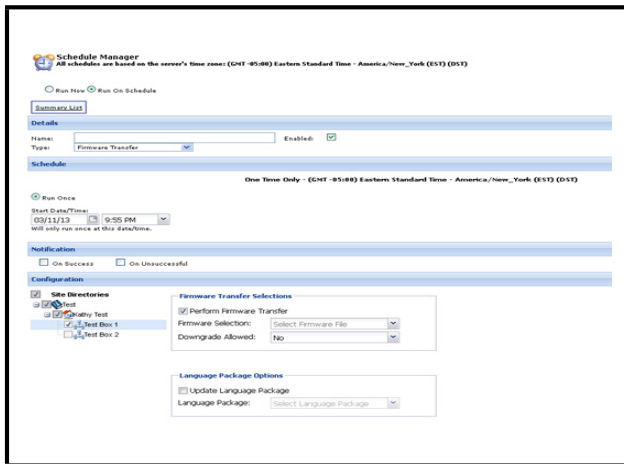 Schedule Manager
All schedules are based on the server's time zone: (GMT -05:00) Eastern Standard Time - America/New_York (EST) (DST)
Run Now Run On Schedule
Summary List
Details
Name: Enabled:
Type: Firmware Transfer
Schedule
One Time Only - (GMT -05:00) Eastern Standard Time - America/New_York (EST) (DST)
Run Once
Start Date/Time:
03/11/13 9:55 PM
Will only run once at this date/time.
Notification
On Success On Unsuccessful
Configuration
Site Directories
Test
Kathy Test
Test Box 1
Test Box 2
Firmware Transfer Selections
Perform Firmware Transfer
Firmware Selection: Select Firmware File
Downgrade Allowed: No
Language Package Options
Update Language Package
Language Package: Select Language Package